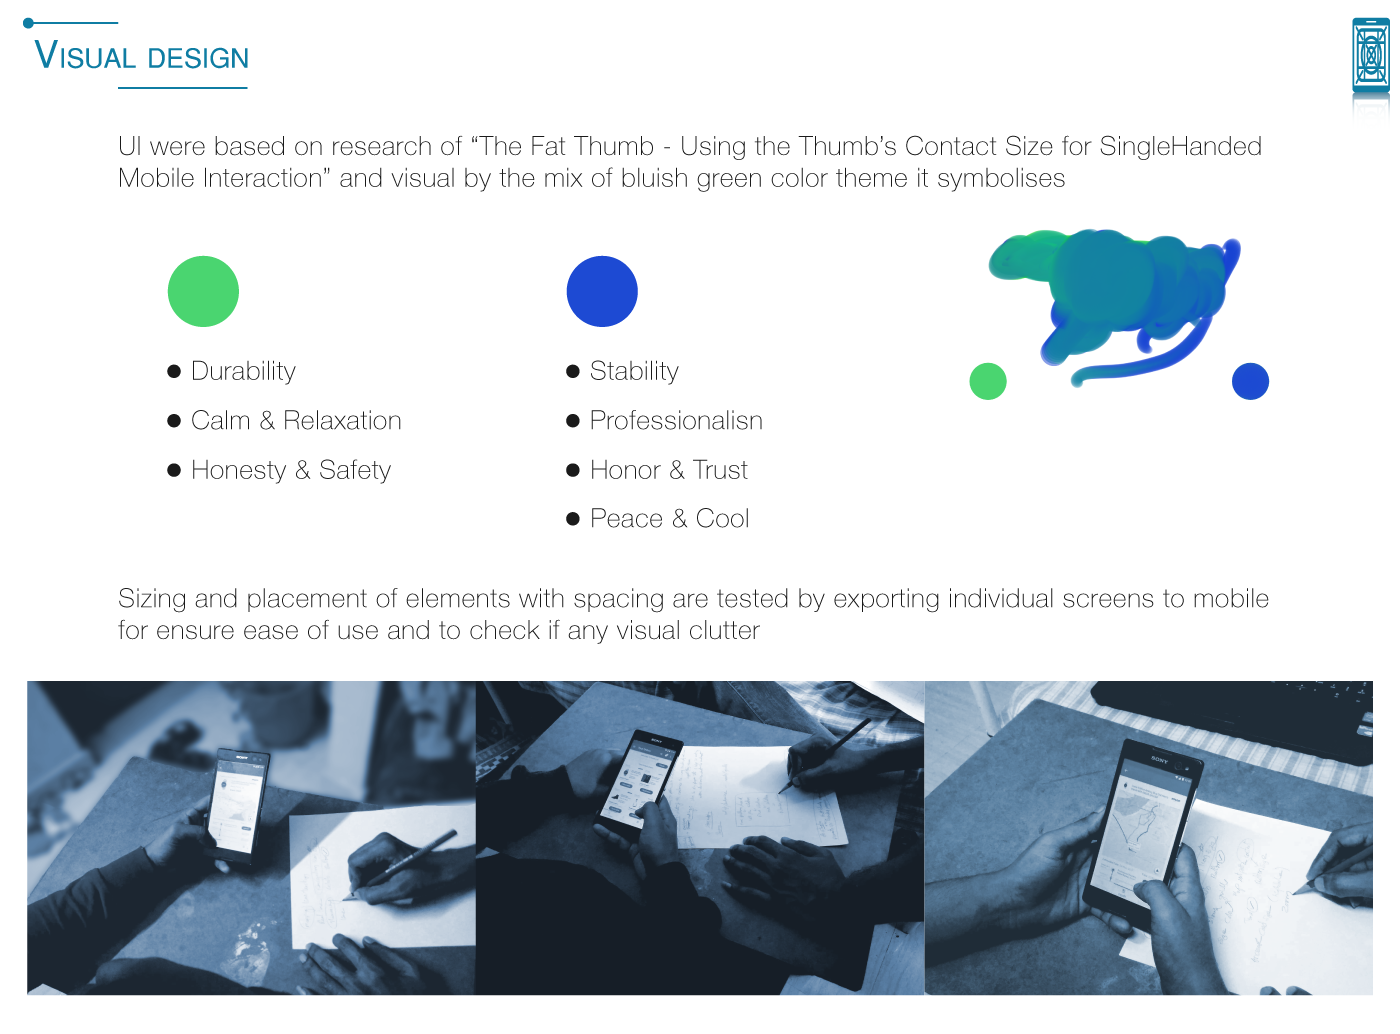 VISUAL DESIGN
UI were based on research of “The Fat Thumb - Using the Thumb’s Contact Size for SingleHanded
Mobile Interaction” and visual by the mix of bluish green color theme it symbolises
Durability
Calm & Relaxation
Honesty & Safety
Stability
Professionalisn
Honor & Trust
Peace & Cool
Sizing and placement of elements with spacing are tested by exporting individual screens to mobile
for ensure ease of use and to check if any visual clutter
SONY
SONY
SONY